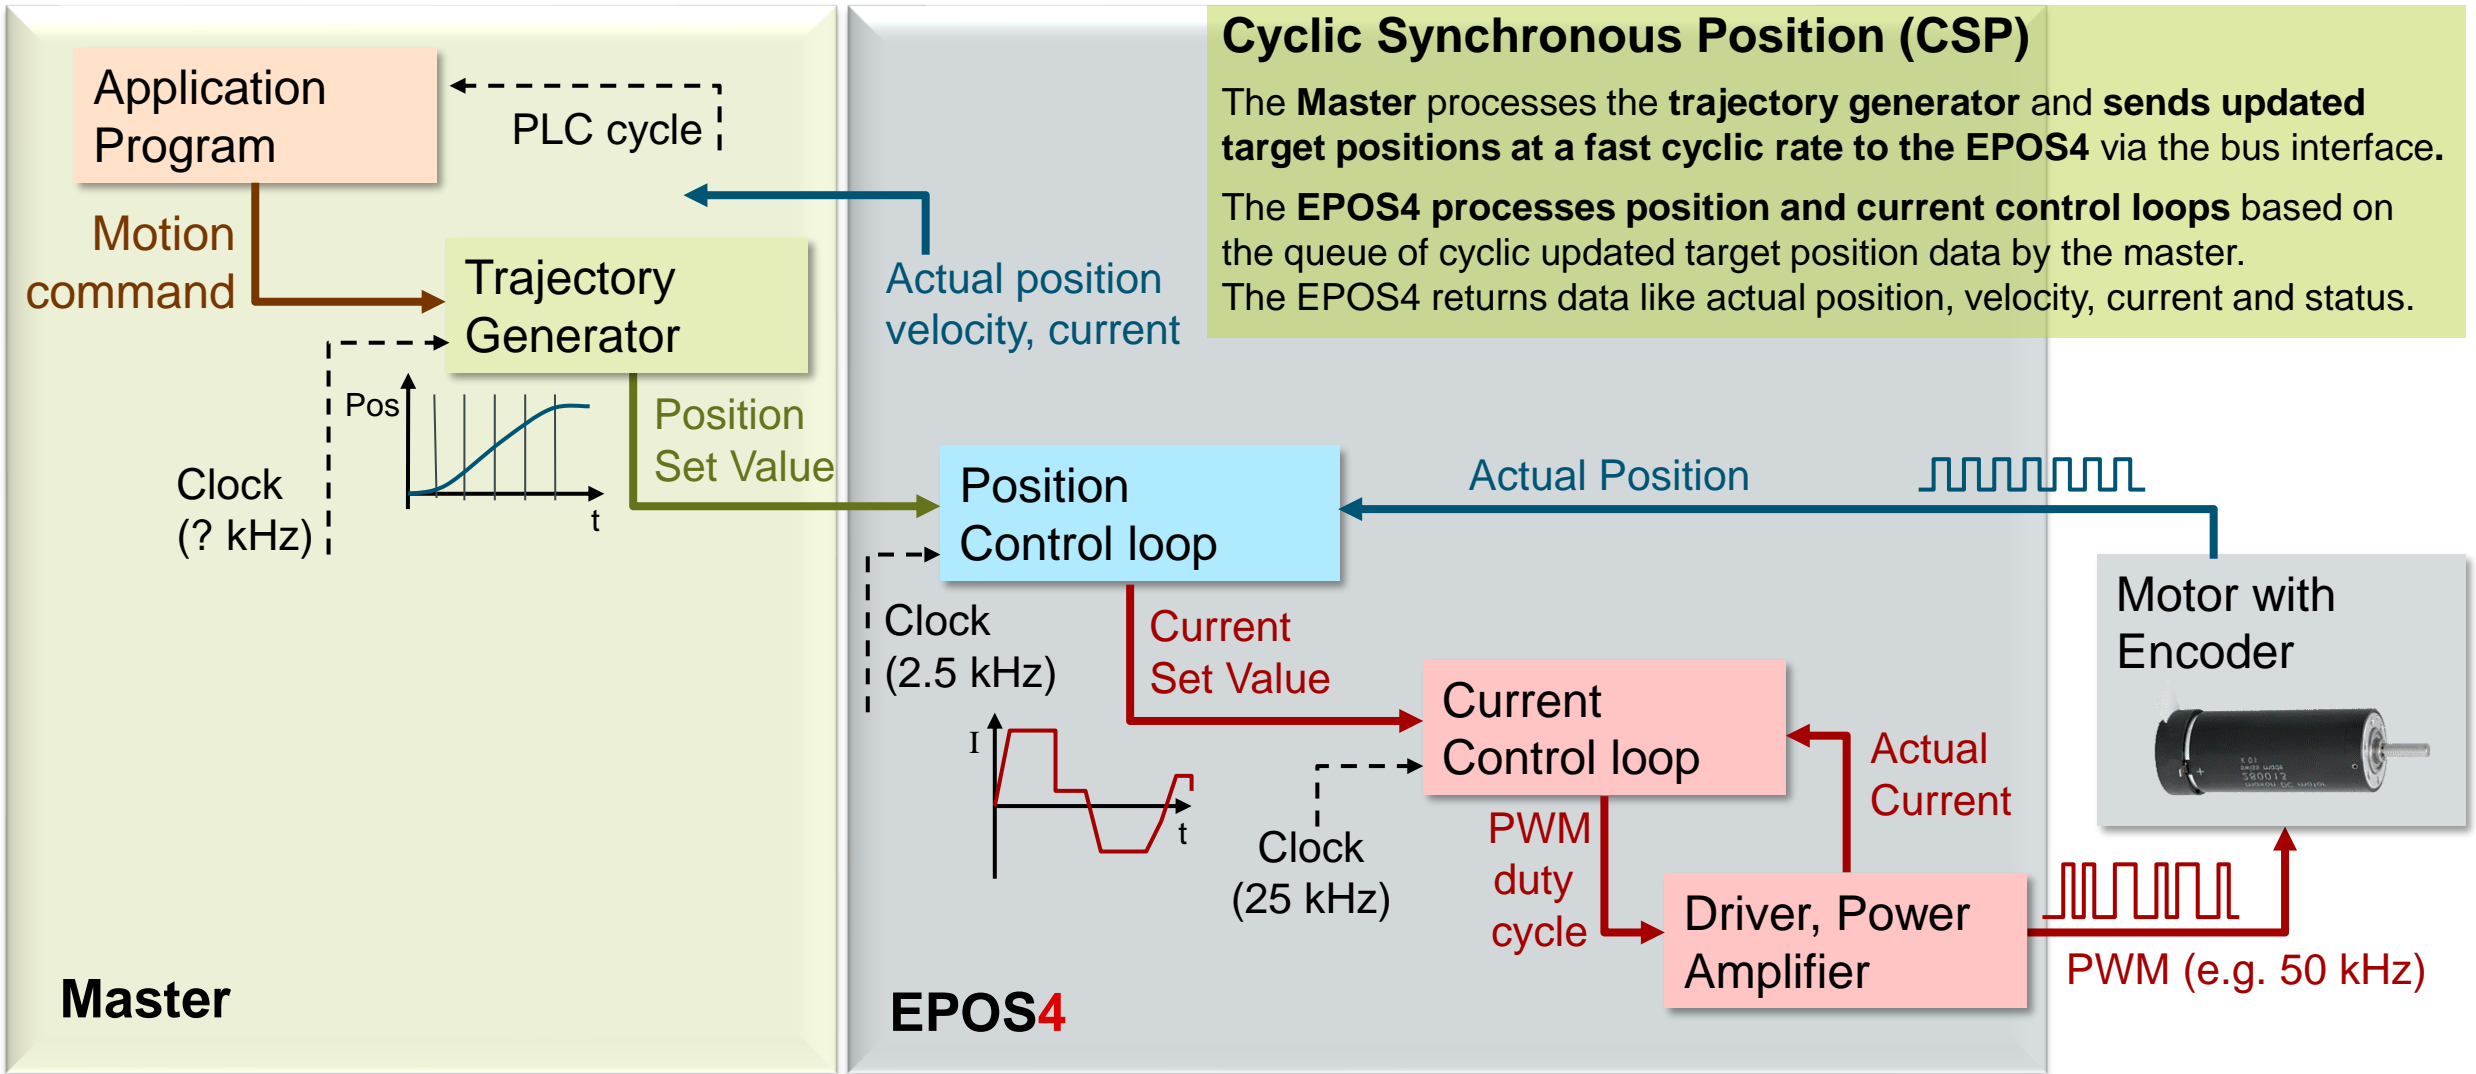 Cyclic Synchronous Position (CSP)
The Master processes the trajectory generator and sends updated
target positions at a fast cyclic rate to the EPOS4 via the bus interface.
The EPOS4 processes position and current control loops based on
the queue of cyclic updated target position data by the master.
The EPOS4 returns data like actual position, velocity, current and status.
Application
Program
PLC cycle
Motion
command
Trajectory
Generator
Actual position
velocity, current
Pos
t
Clock
(? kHz)
Position
Set Value
Position
Control loop
Actual Position
Clock
(2.5 kHz)
Current
Set Value
Motor with
Encoder
I
t
Current
Control loop
Actual
Current
Clock
(25 kHz)
PWM
duty
cycle
Driver, Power
Amplifier
PWM (e.g. 50 kHz)
Master
EPOS4